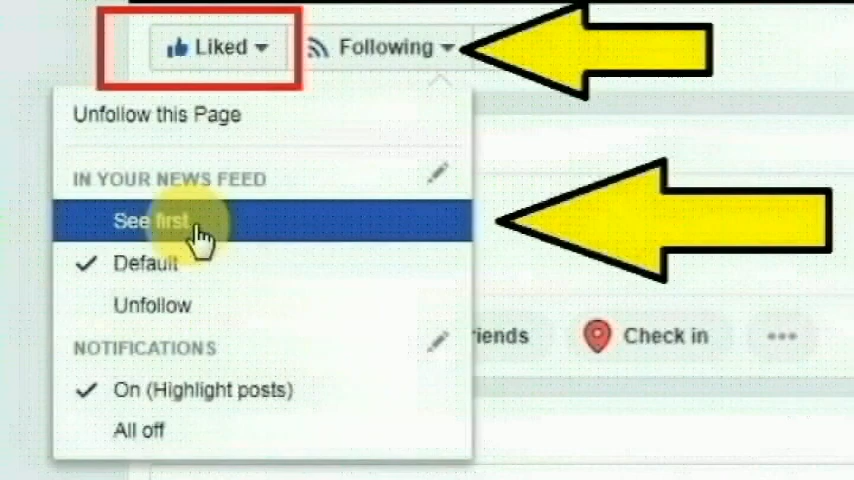 Liked
Following
Unfollow this Page
IN YOUR NEWS FEED
See first
Default
Unfollow
riends
Check in
NOTIFICATIONS
On (Highlight posts)
All off